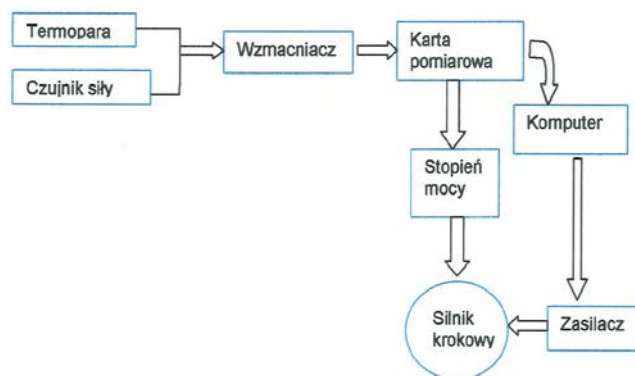 Termopara
Czujnik siły
Wzmacniacz
Karta
pomiarowa
Komputer
Stopień
mocy
Silnik
krokowy
Zasilacz